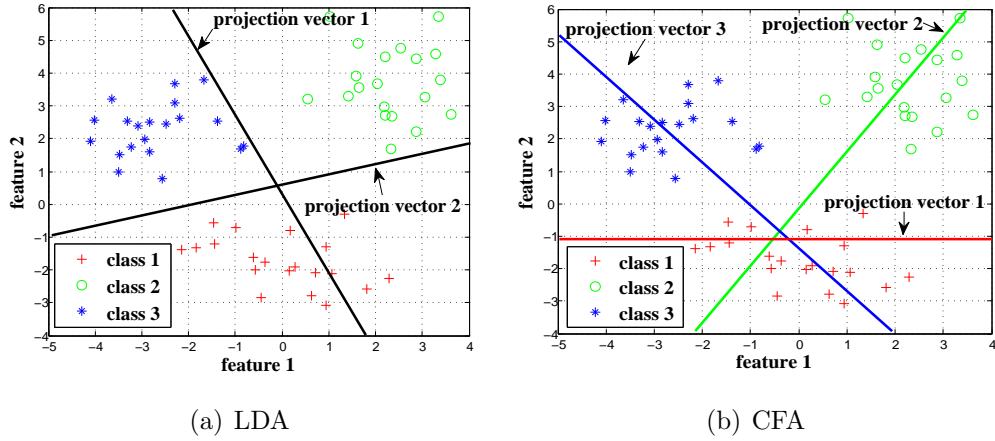 projection vector 1
projection vector 2
class 1
class 2
class 3
feature 2
6
5
4
3
2
1
0
−1
−2
−3
−4
−5
−4
−3
−2
−1
0
1
2
3
4
feature 1
(a) LDA
projection vector 2
projection vector 3
projection vector 1
class 1
class 2
class 3
feature 2
6
5
4
3
2
1
0
−1
−2
−3
−4
−5
−4
−3
−2
−1
0
1
2
3
4
feature 1
(b) CFA